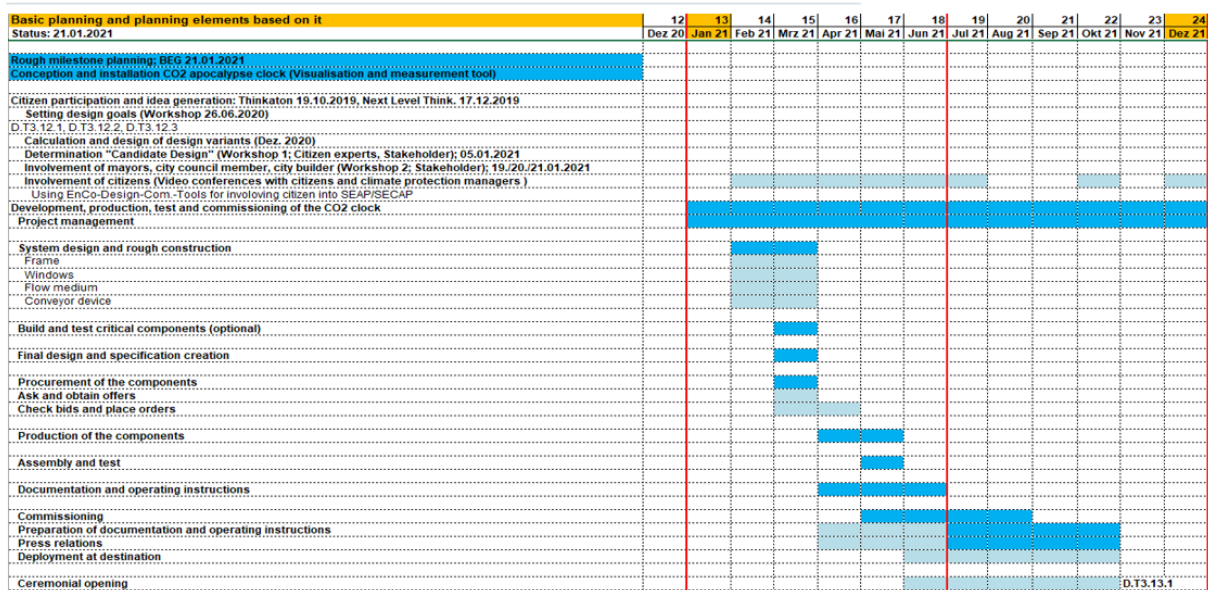 Basic planning and planning elements based on it 12 13 14 15 16 17 18 19 20 21 22 23 24
Status: 21.01.2021 Dez 20 Jan 21 Feb 21 Mrz 21 Apr 21 Mai 21 Jun 21 Jul 21 Aug 21 Sep 21 Okt 21 Nov 21 Dez 21
Rough milestone planning; BEG 21.01.2021
Conception and installation CO2 apocalypse clock (Visualisation and measurement tool)
Citizen participation and idea generation: Thinkaton 19.10.2019, Next Level Think. 17.12.2019
Setting design goals (Workshop 26.06.2020)
D.T3.12.1, D.T3.12.2, D.T3.12.3
Calculation and design of design variants (Dez. 2020)
Determination "Candidate Design" (Workshop 1; Citizen experts, Stakeholder); 05.01.2021
Involvement of mayors, city council member, city builder (Workshop 2; Stakeholder); 19./20./21.01.2021
Involvement of citizens (Video conferences with citizens and climate protection managers )
Using EnCo-Design-Com.-Tools for involoving citizen into SEAP/SECAP
Development, production, test and commissioning of the CO2 clock
Project management
System design and rough construction
Frame
Windows
Flow medium
Conveyor device
Build and test critical components (optional)
Final design and specification creation
Procurement of the components
Ask and obtain offers
Check bids and place orders
Production of the components
Assembly and test
Documentation and operating instructions
Commissioning
Preparation of documentation and operating instructions
Press relations
Deployment at destination
Ceremonial opening D.T3.13.1